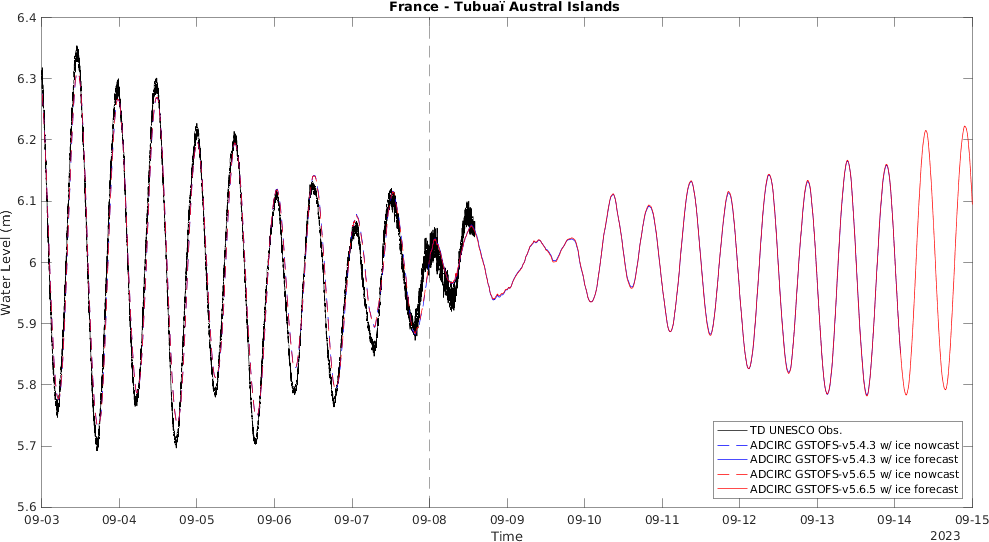 France - Tubuaï Austral Islands
6.4
6.3
6.2
6.1
6
5.9
5.8
5.7
5.6
Water Level (m)
TD UNESCO Obs.
ADCIRC GSTOFS-v5.4.3 w/ ice nowcast
ADCIRC GSTOFS-v5.4.3 w/ ice forecast
ADCIRC GSTOFS-v5.6.5 w/ ice nowcast
ADCIRC GSTOFS-v5.6.5 w/ ice forecast
09-03 09-04 09-05 09-06 09-07 09-08 09-09 09-10 09-11 09-12 09-13 09-14 09-15
Time
2023